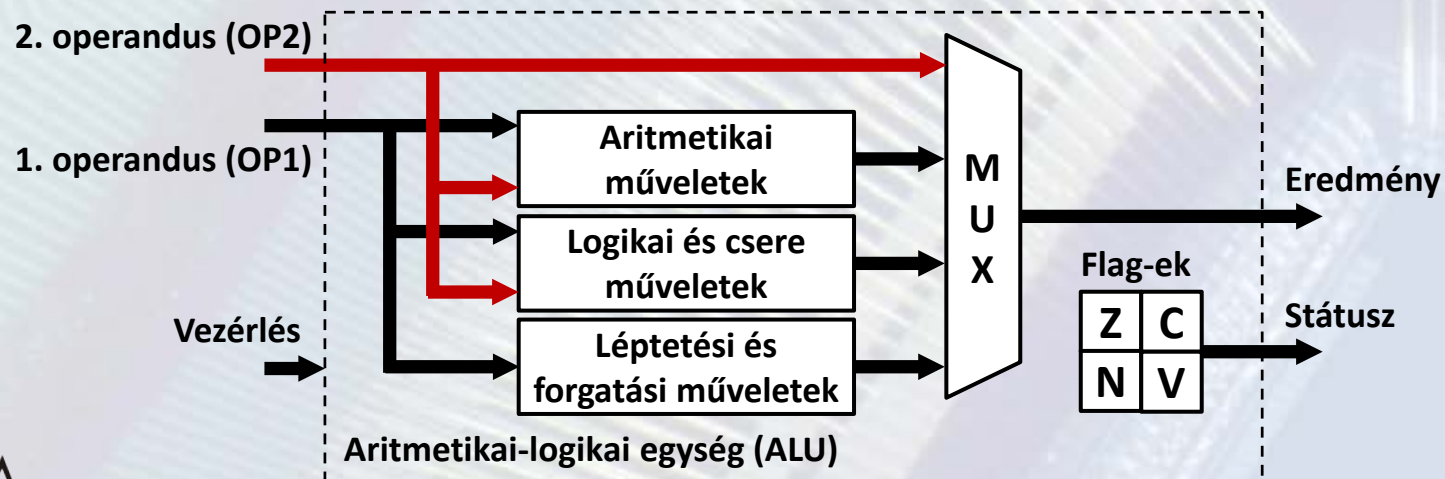 2. operandus (OP2)
1. operandus (OP1)
Vezérlés
Aritmetikai
műveletek
Logikai és csere
műveletek
Léptetési és
forgatási műveletek
M
U
X
Eredmény
Flag-ek
Z C
N V
Státusz
Aritmetikai-logikai egység (ALU)